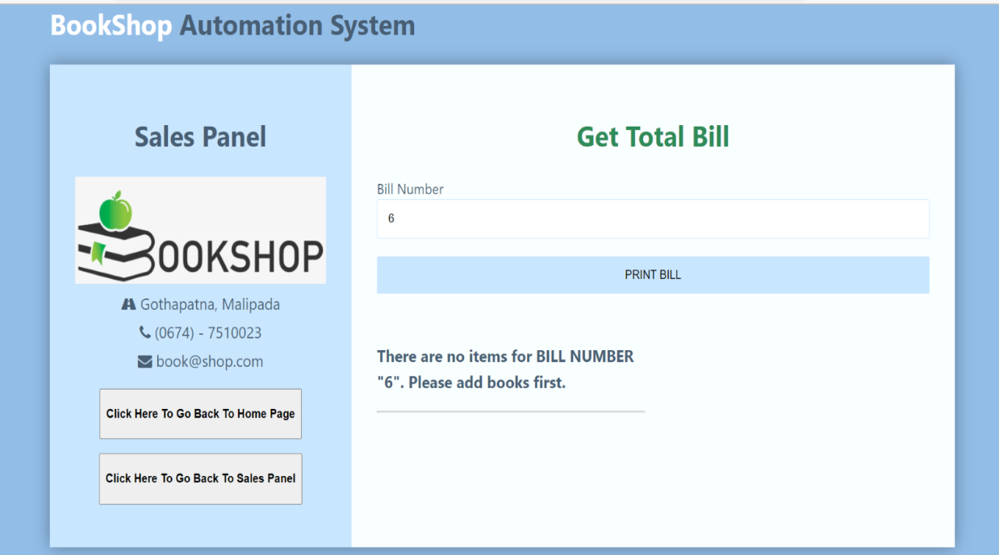 BookShop Automation System
Sales Panel
BOOKSHOP
Gothapatna, Malipada
(0674) - 7510023
book@shop.com
Click Here To Go Back To Home Page
Click Here To Go Back To Sales Panel
Get Total Bill
Bill Number
6
PRINT BILL
There are no items for BILL NUMBER
"6". Please add books first.